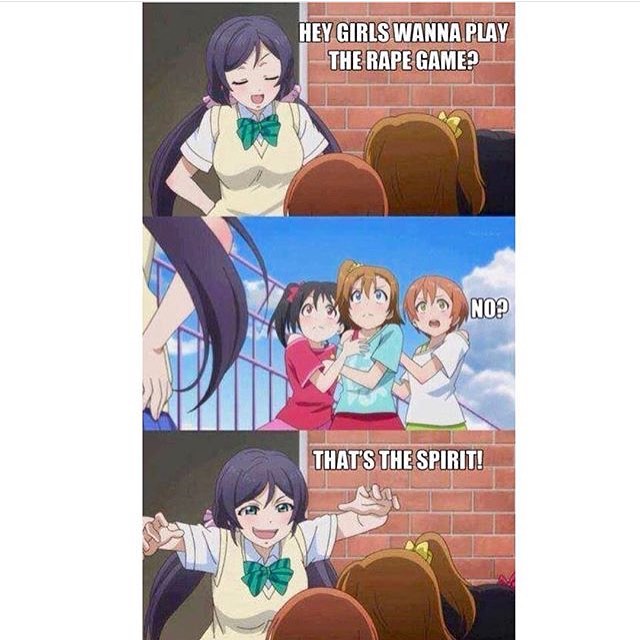 HEY GIRLS WANNA PLAY
THE RAPE GAME?
NO?
THAT'S THE SPIRIT!